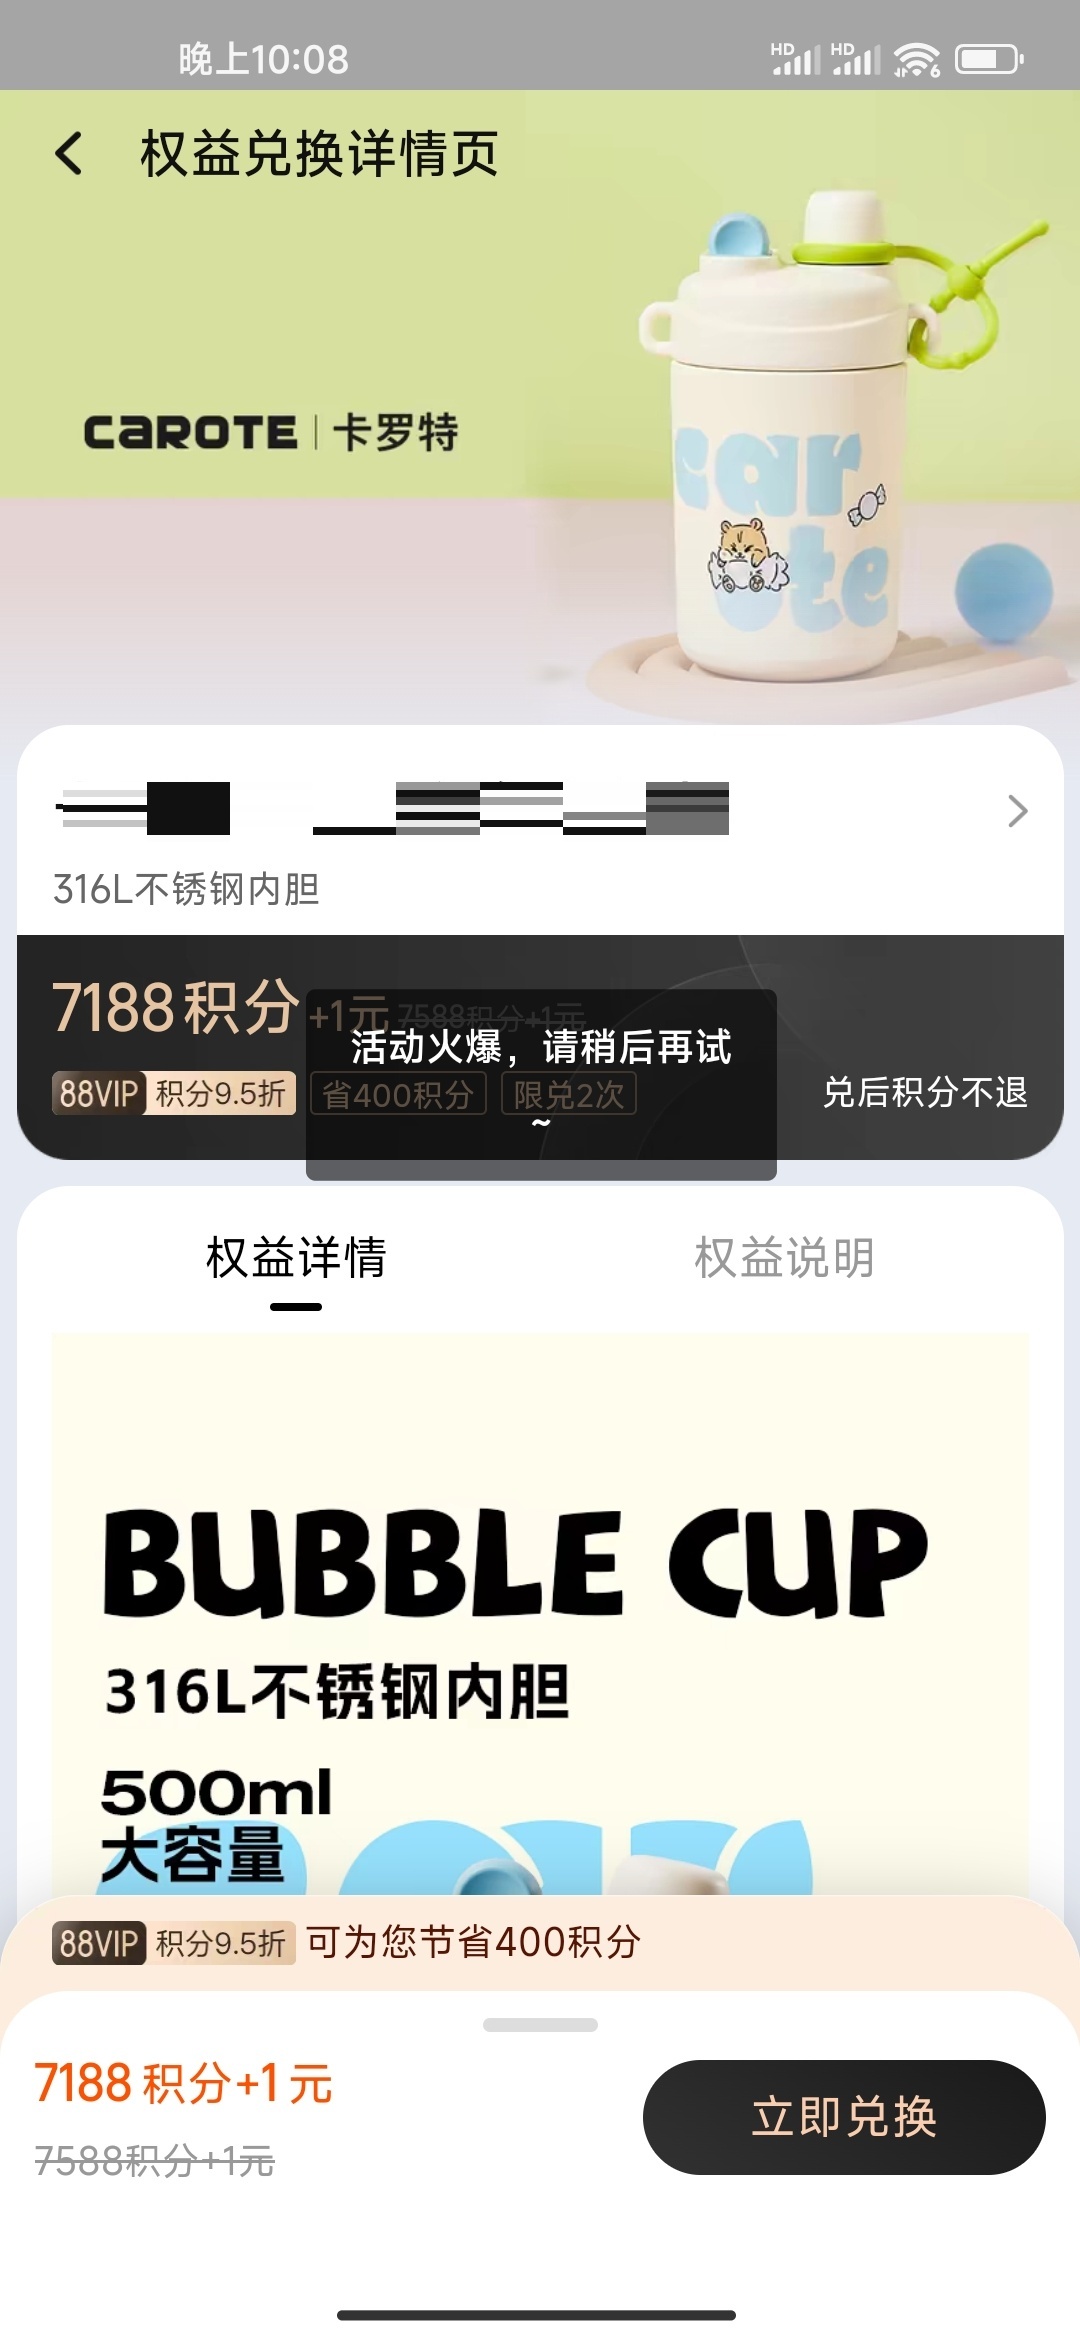 晚上10:08
HD HD 6
权益兑换详情页
CAROTE | 卡罗特
car
ote
316L不锈钢内胆
7188积分+1元 7588积分+1元
活动火爆，请稍后再试
~
88VIP 积分9.5折 省400积分 限兑2次 兑后积分不退
权益详情 权益说明
BUBBLE CUP
316L不锈钢内胆
500ml
大容量
88VIP 积分9.5折 可为您节省400积分
7188 积分+1 元
7588积分+1元
立即兑换